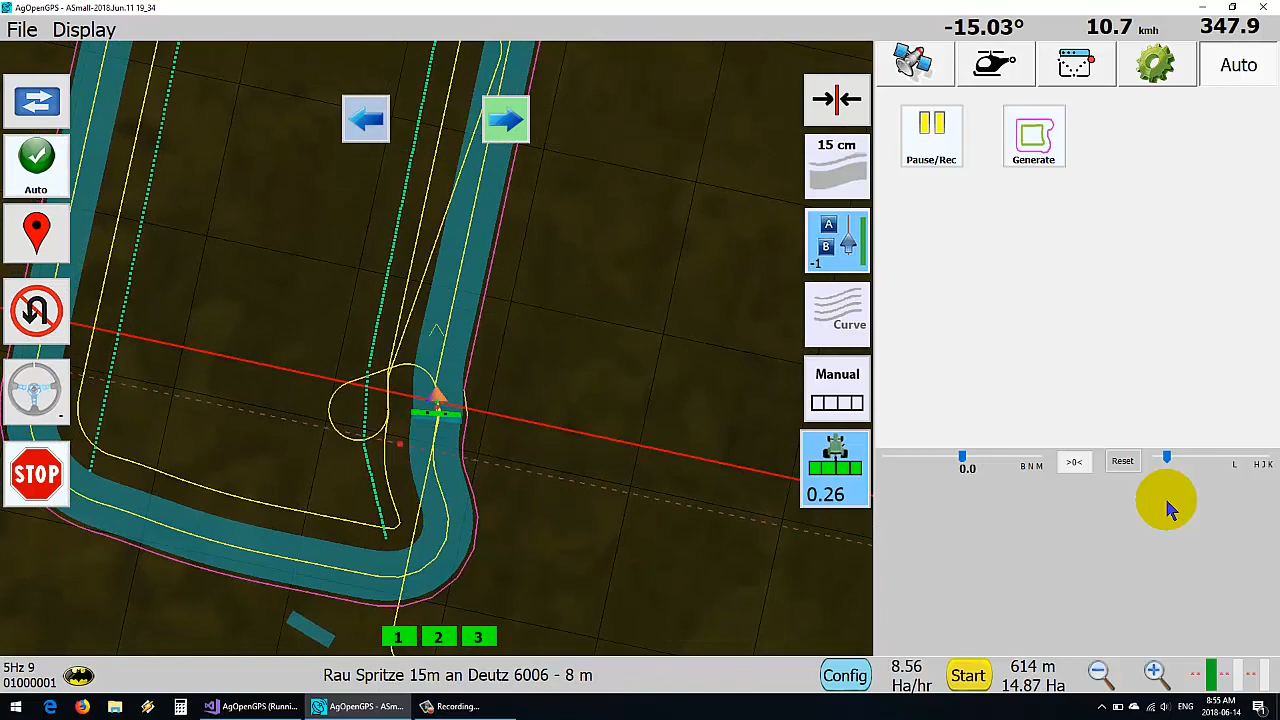 AgOpenGPS - ASmall-2018.Jun.11 19_34
File Display
-15.03° 10.7 kmh 347.9
Auto
15 cm
Pause/Rec
Generate
Auto
A
B
-1
Curve
Manual
STOP
0.26
0.0
B N M
>0<
Reset
L H J K
1 2 3
5Hz 9
01000001
Rau Spritze 15m an Deutz 6006 - 8 m
Config
8.56
Ha/hr
Start
614 m
14.87 Ha
AgOpenGPS (Runni...
AgOpenGPS - ASm...
Recording...
ENG
8:55 AM
2018-06-14